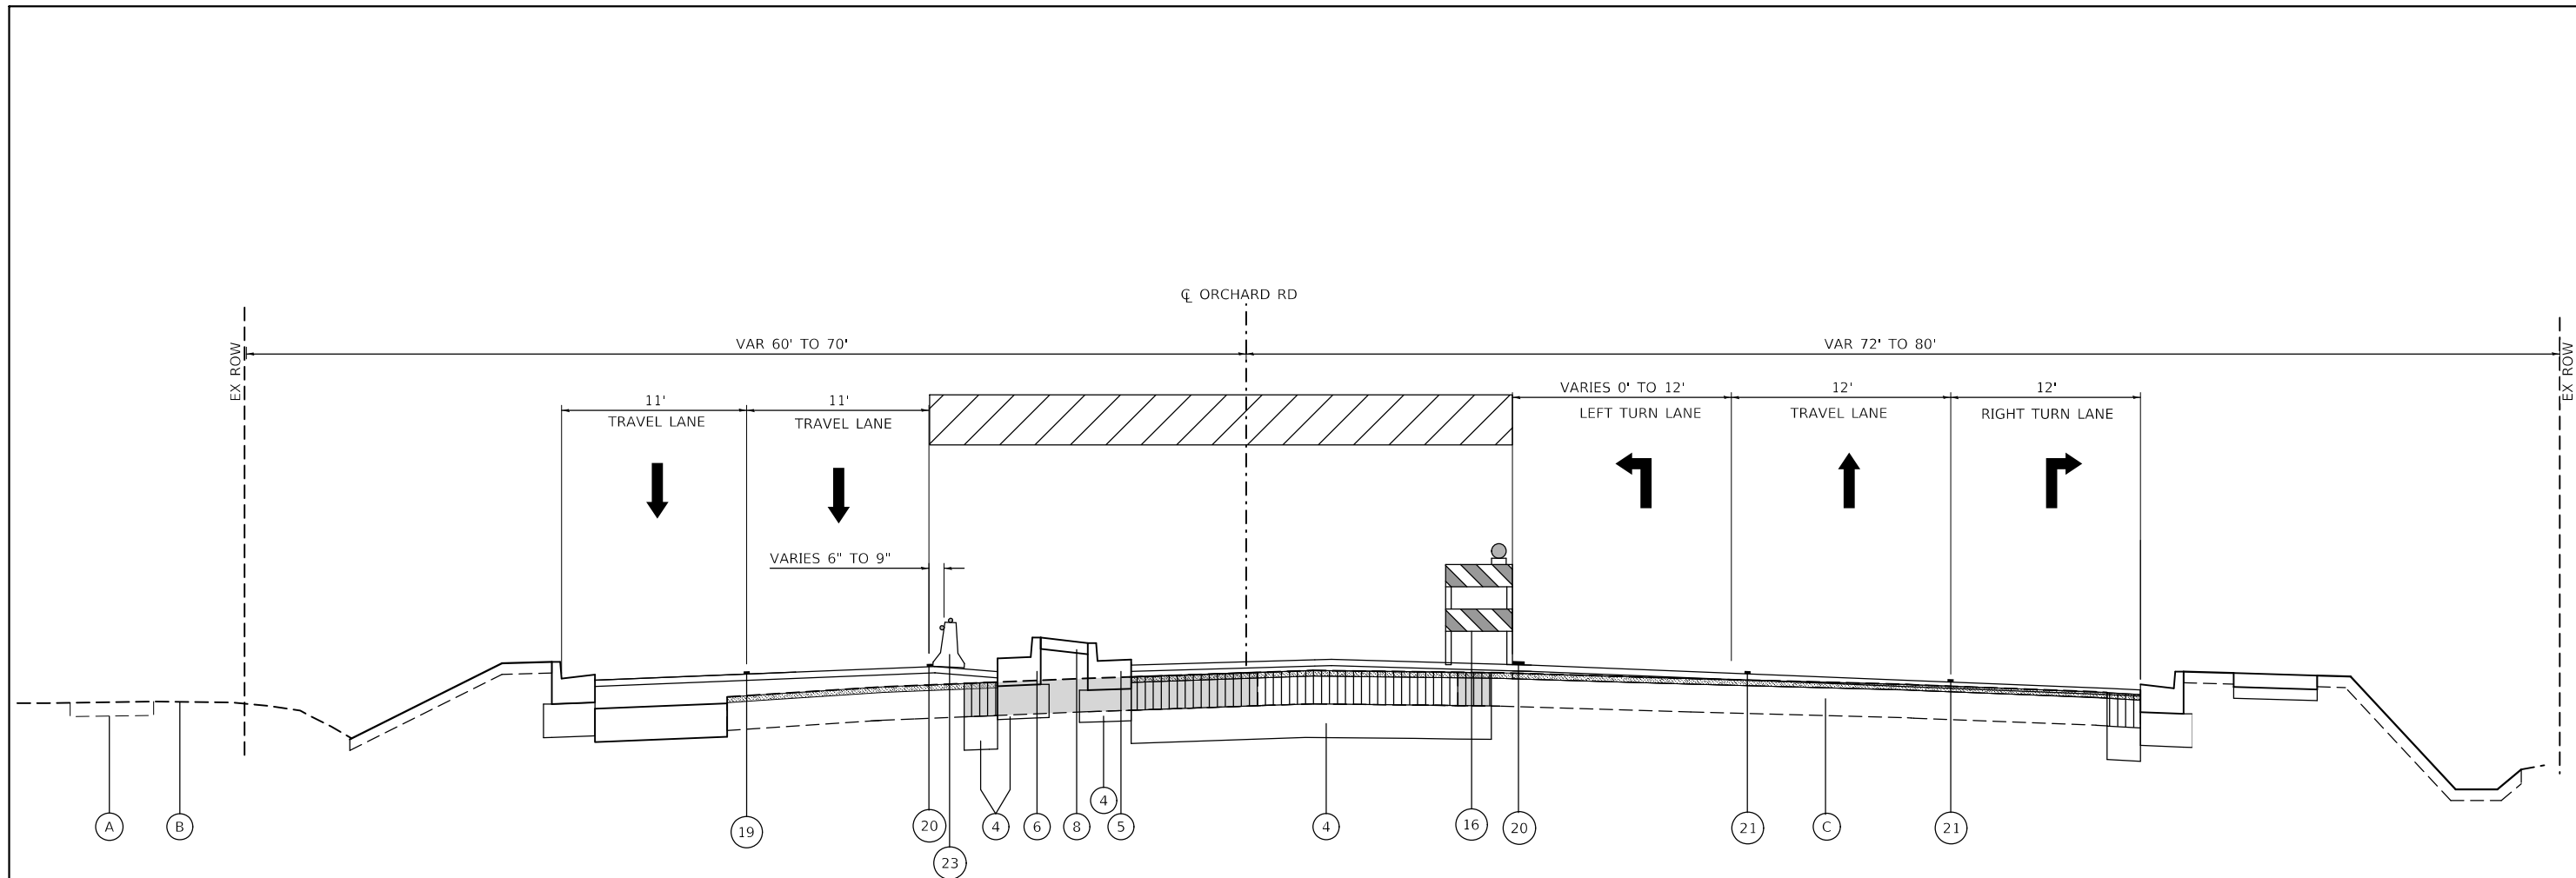 ℄ ORCHARD RD
VAR 60' TO 70'
VAR 72' TO 80'
EX ROW
EX ROW
11'
TRAVEL LANE
11'
TRAVEL LANE
VARIES 0' TO 12'
LEFT TURN LANE
12'
TRAVEL LANE
12'
RIGHT TURN LANE
VARIES 6" TO 9"
A
B
19
20
23
4
6
8
4
5
4
16
20
21
C
21